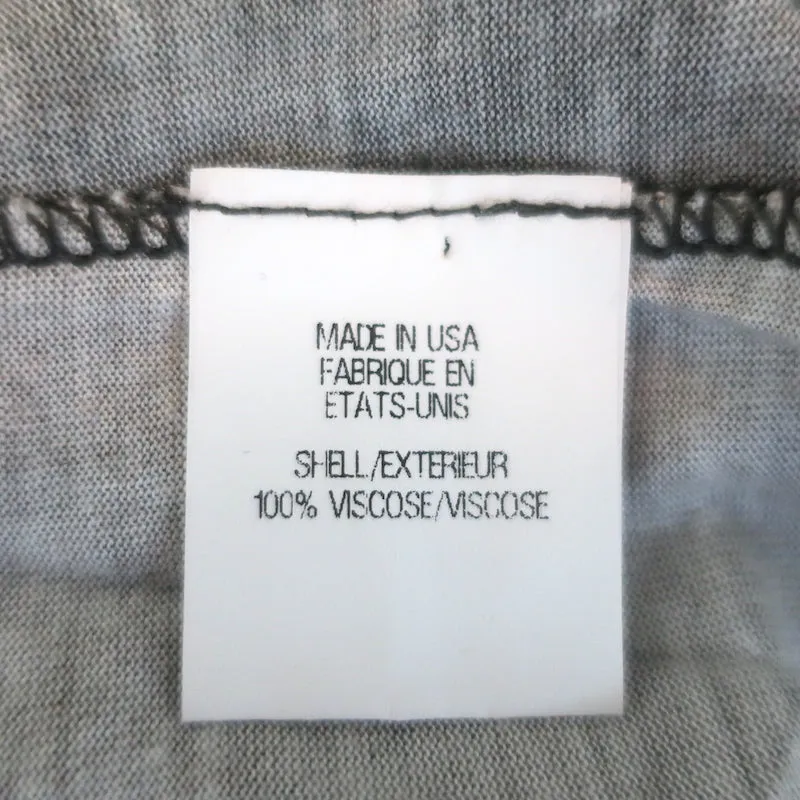 MADE IN USA
FABRIQUE EN
ETATS-UNIS
SHELL/EXTERIEUR
100% VISCOSE/VISCOSE